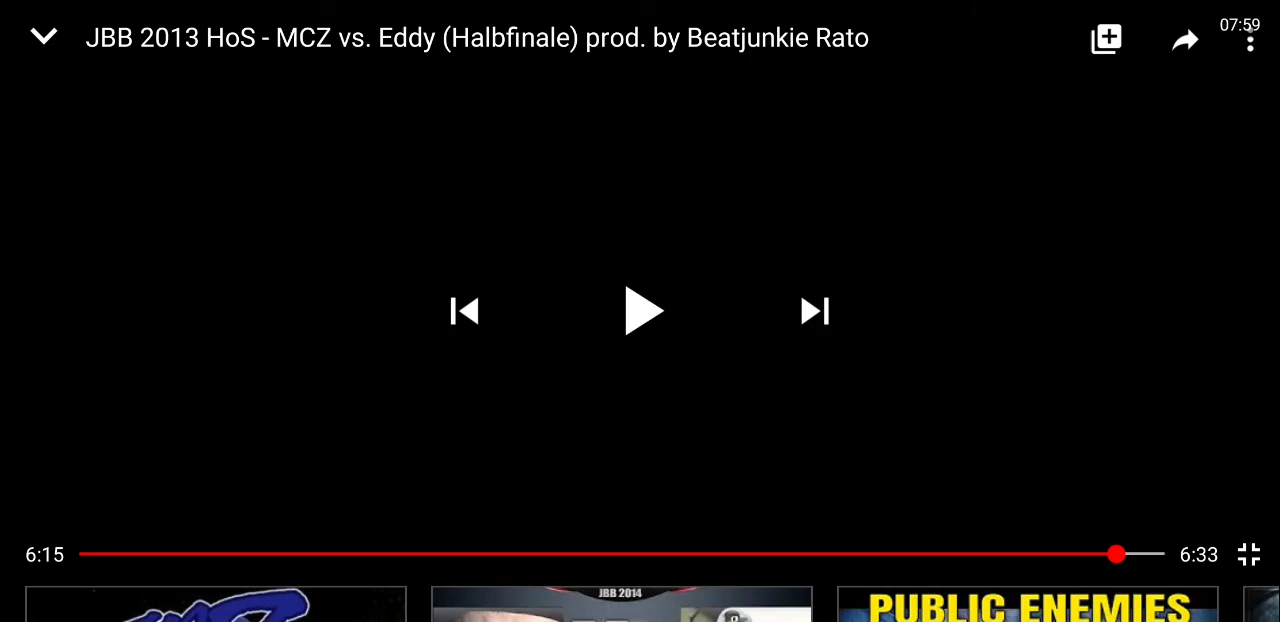 07:59
JBB 2013 HoS - MCZ vs. Eddy (Halbfinale) prod. by Beatjunkie Rato
6:15
6:33
JBB 2014
PUBLIC ENEMIES